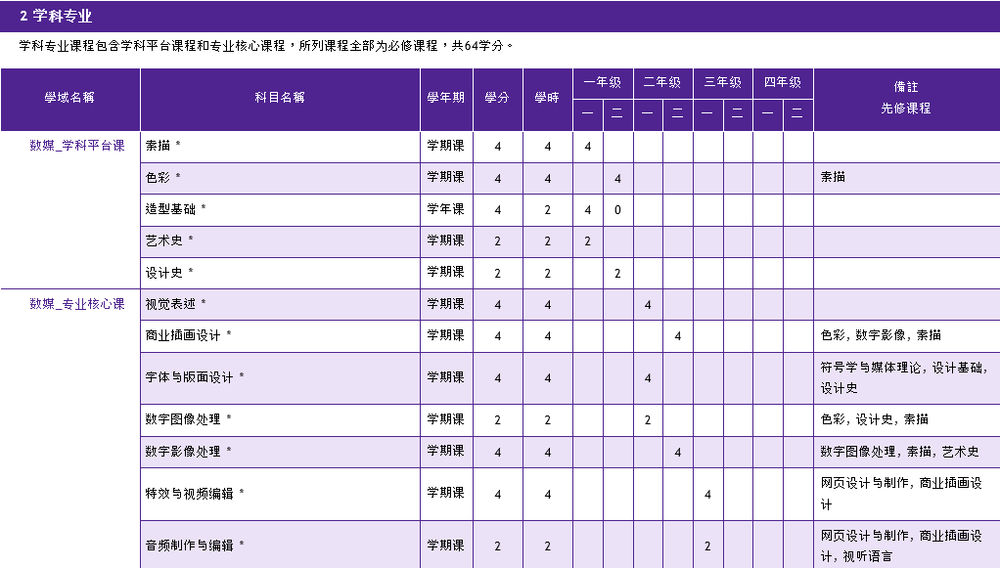 2 学科专业
学科专业课程包含学科平台课程和专业核心课程，所列课程全部为必修课程，共64学分。
學域名稱 科目名稱 學年期 學分 學時 一年级 二年级 三年级 四年级 備註
一 二 一 二 一 二 一 二 先修课程
数媒_学科平台课 素描 * 学期课 4 4 4
色彩 * 学期课 4 4 4 素描
造型基础 * 学年课 4 2 4 0
艺术史 * 学期课 2 2 2
设计史 * 学期课 2 2 2
数媒_专业核心课 视觉表述 * 学期课 4 4 4
商业插画设计 * 学期课 4 4 4 色彩, 数字影像, 素描
字体与版面设计 * 学期课 4 4 4 符号学与媒体理论, 设计基础,
设计史
数字图像处理 * 学期课 2 2 2 色彩, 设计史, 素描
数字影像处理 * 学期课 4 4 4 数字图像处理, 素描, 艺术史
特效与视频编辑 * 学期课 4 4 4 网页设计与制作, 商业插画设
计
音频制作与编辑 * 学期课 2 2 2 网页设计与制作, 商业插画设
计, 视听语言